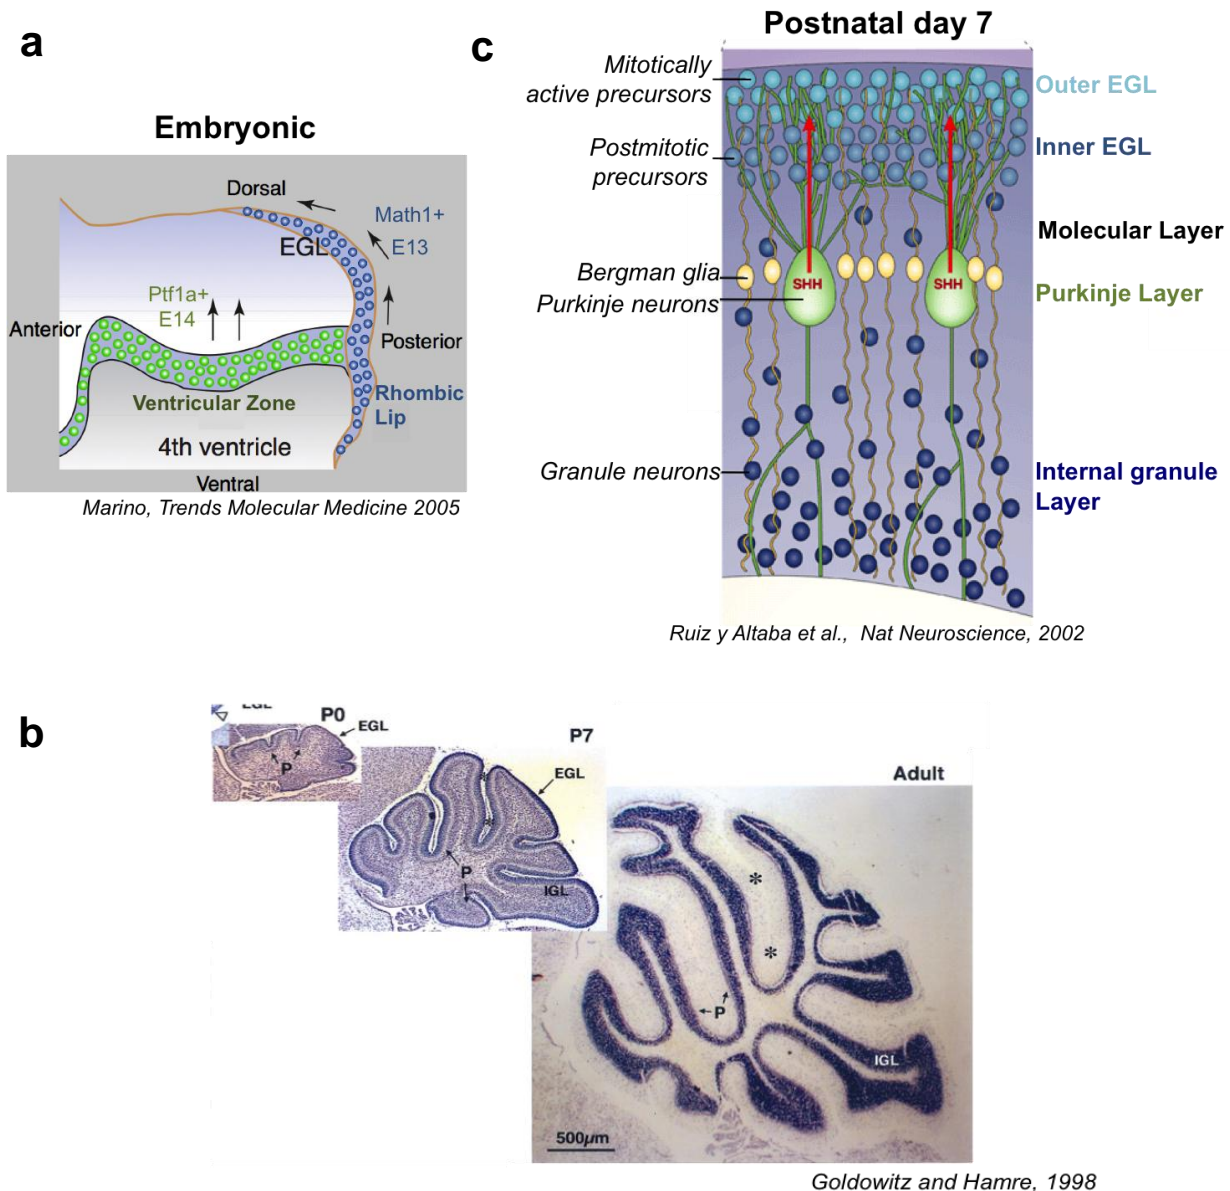 a
Embryonic
Dorsal
Math1+
E13
EGL
Ptf1a+
E14
Anterior
Posterior
Ventricular Zone
Rhombic
Lip
4th ventricle
Ventral
Marino, Trends Molecular Medicine 2005
c
Postnatal day 7
Mitotically
active precursors
Outer EGL
Postmitotic
precursors
Inner EGL
Molecular Layer
Bergman glia
SHH
SHH
Purkinje neurons
Purkinje Layer
Granule neurons
Internal granule
Layer
Ruiz y Altaba et al., Nat Neuroscience, 2002
b
EGL
P0
EGL
P
P7
EGL
P
IGL
Adult
*
*
P
IGL
500µm
Goldowitz and Hamre, 1998